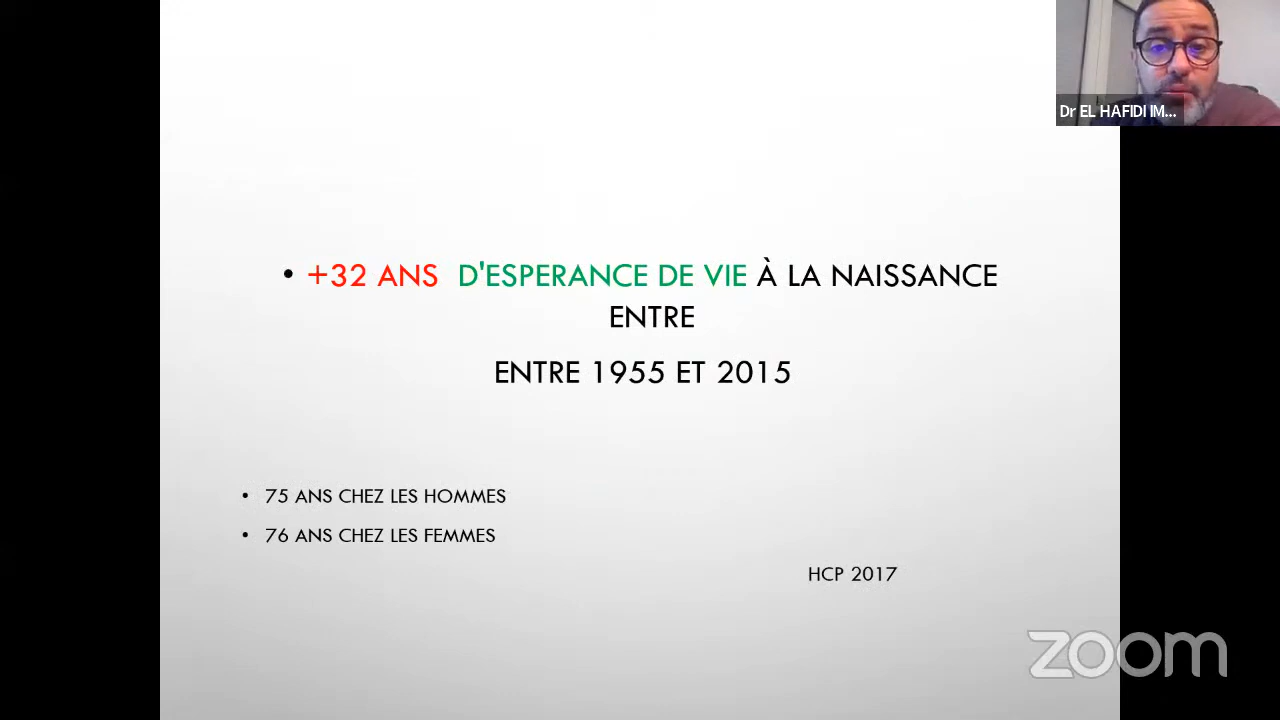 Dr EL HAFIDI IM...
• +32 ANS D'ESPERANCE DE VIE À LA NAISSANCE
ENTRE
ENTRE 1955 ET 2015
• 75 ANS CHEZ LES HOMMES
• 76 ANS CHEZ LES FEMMES
HCP 2017
zoom